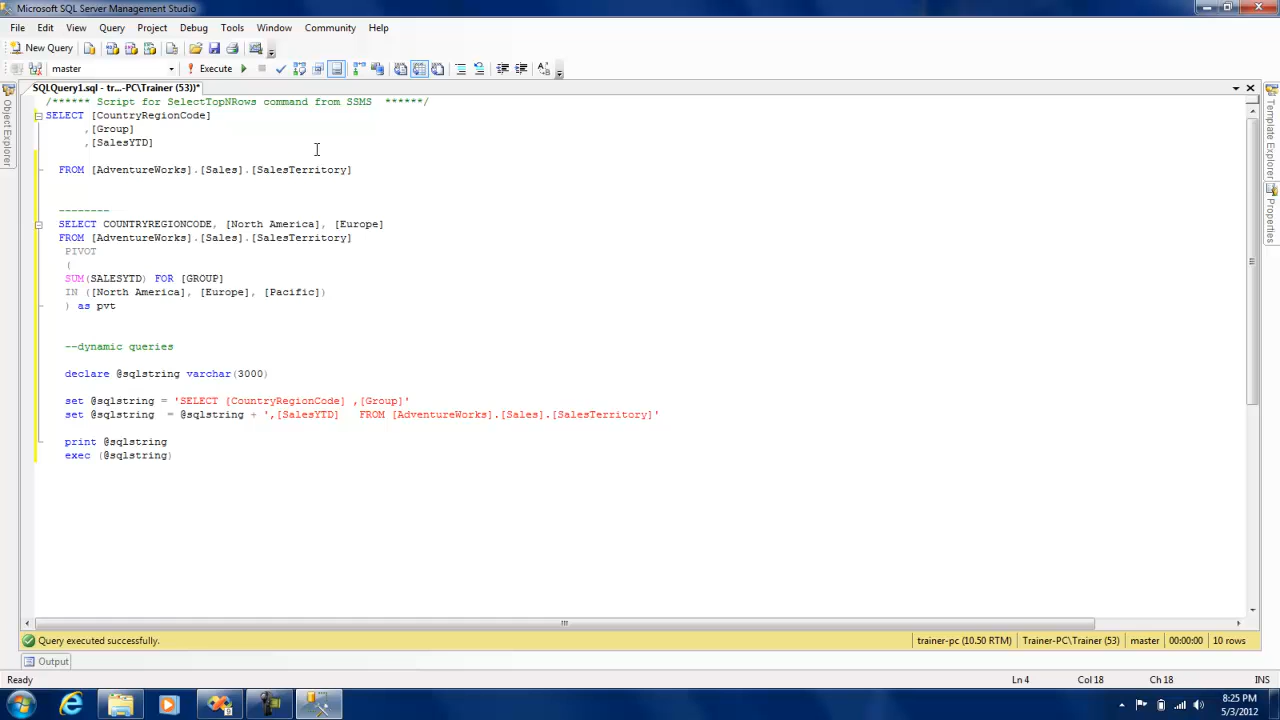 Microsoft SQL Server Management Studio
File Edit View Query Project Debug Tools Window Community Help
New Query
master Execute
SQLQuery1.sql - tr...-PC\Trainer (53))*
Object Explorer
Template Explorer
Properties
/****** Script for SelectTopNRows command from SSMS  ******/
SELECT [CountryRegionCode]
,[Group]
,[SalesYTD]
FROM [AdventureWorks].[Sales].[SalesTerritory]
--------
SELECT COUNTRYREGIONCODE, [North America], [Europe]
FROM [AdventureWorks].[Sales].[SalesTerritory]
PIVOT
(
SUM(SALESYTD) FOR [GROUP]
IN ([North America], [Europe], [Pacific])
) as pvt
--dynamic queries
declare @sqlstring varchar(3000)
set @sqlstring = 'SELECT [CountryRegionCode] ,[Group]'
set @sqlstring  = @sqlstring + ',[SalesYTD]   FROM [AdventureWorks].[Sales].[SalesTerritory]'
print @sqlstring
exec (@sqlstring)
Query executed successfully. trainer-pc (10.50 RTM) Trainer-PC\Trainer (53) master 00:00:00 10 rows
Output
Ready Ln 4 Col 18 Ch 18 INS
8:25 PM
5/3/2012